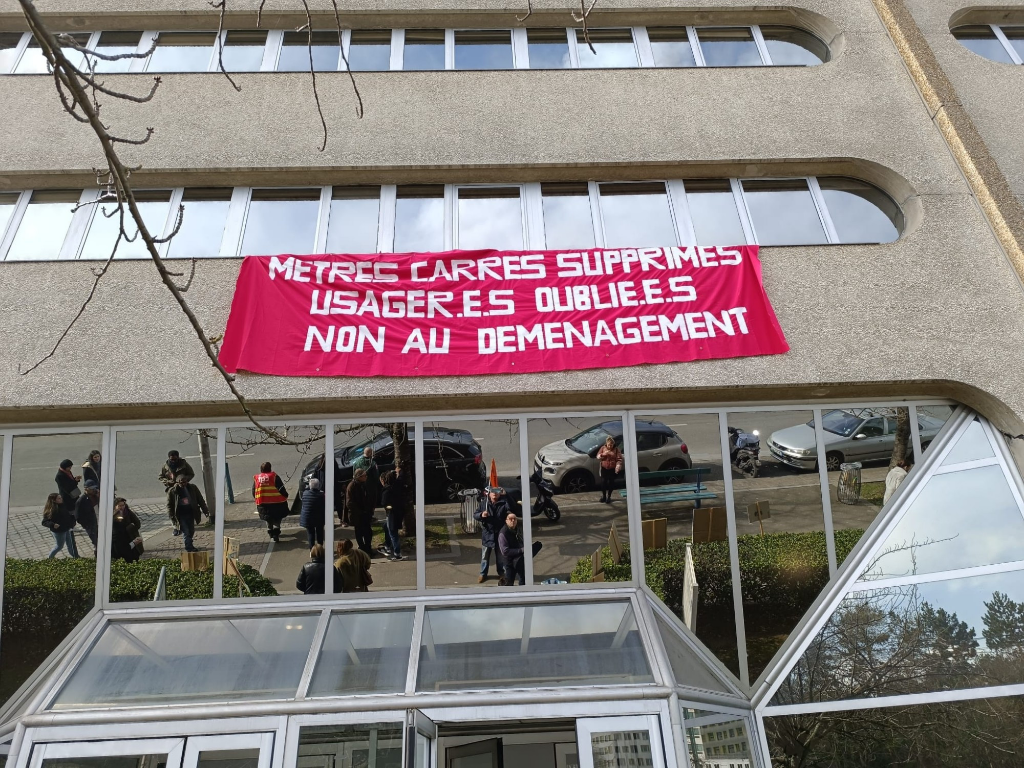 METRES CARRES SUPPRIMES
USAGER.E.S OUBLIE.E.S
NON AU DEMENAGEMENT